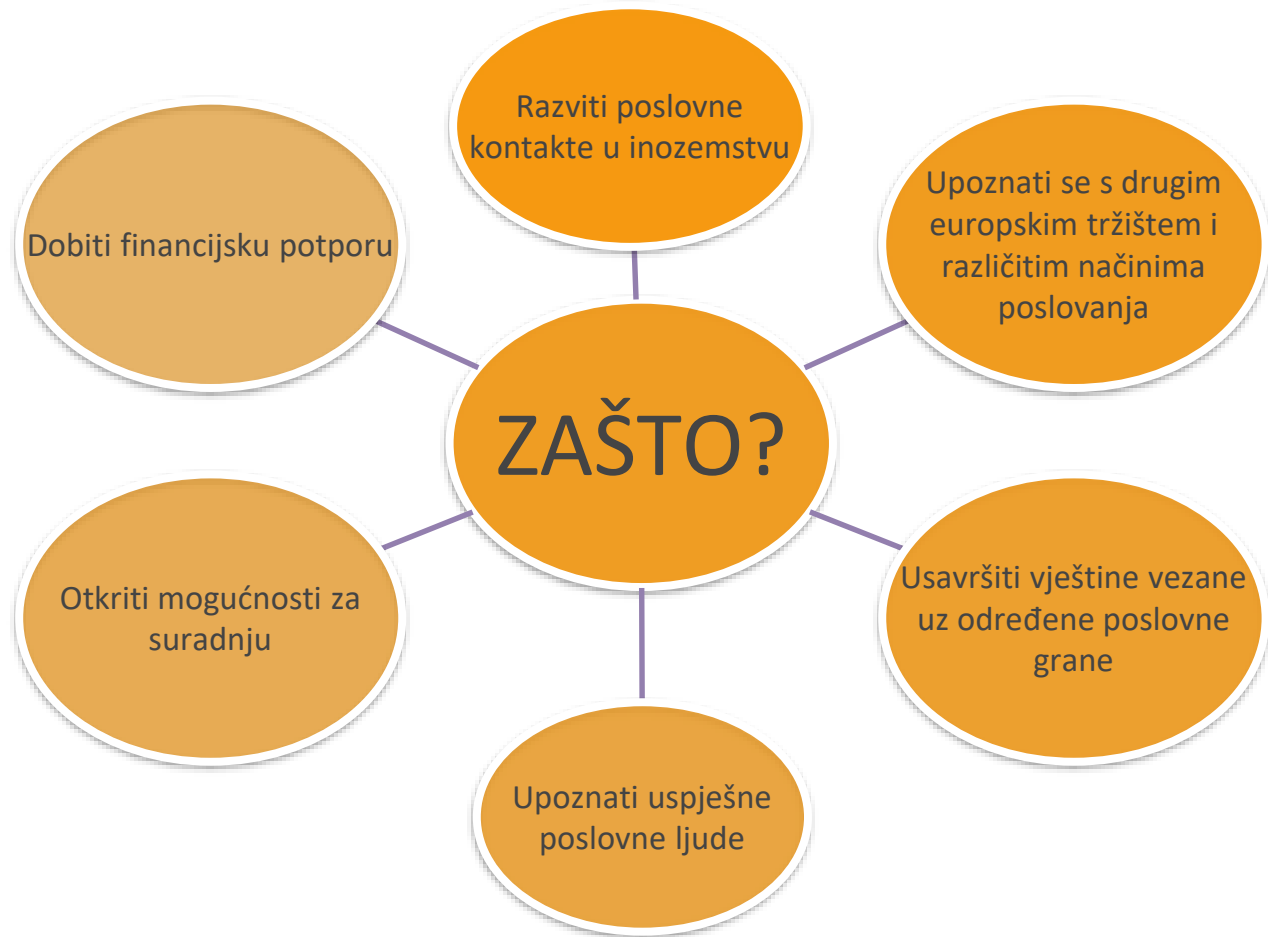 Razviti poslovne
kontakte u inozemstvu
Upoznati se s drugim
europskim tržištem i
različitim načinima
poslovanja
Dobiti financijsku potporu
ZAŠTO?
Usavršiti vještine vezane
uz određene poslovne
grane
Otkriti mogućnosti za
suradnju
Upoznati uspješne
poslovne ljude